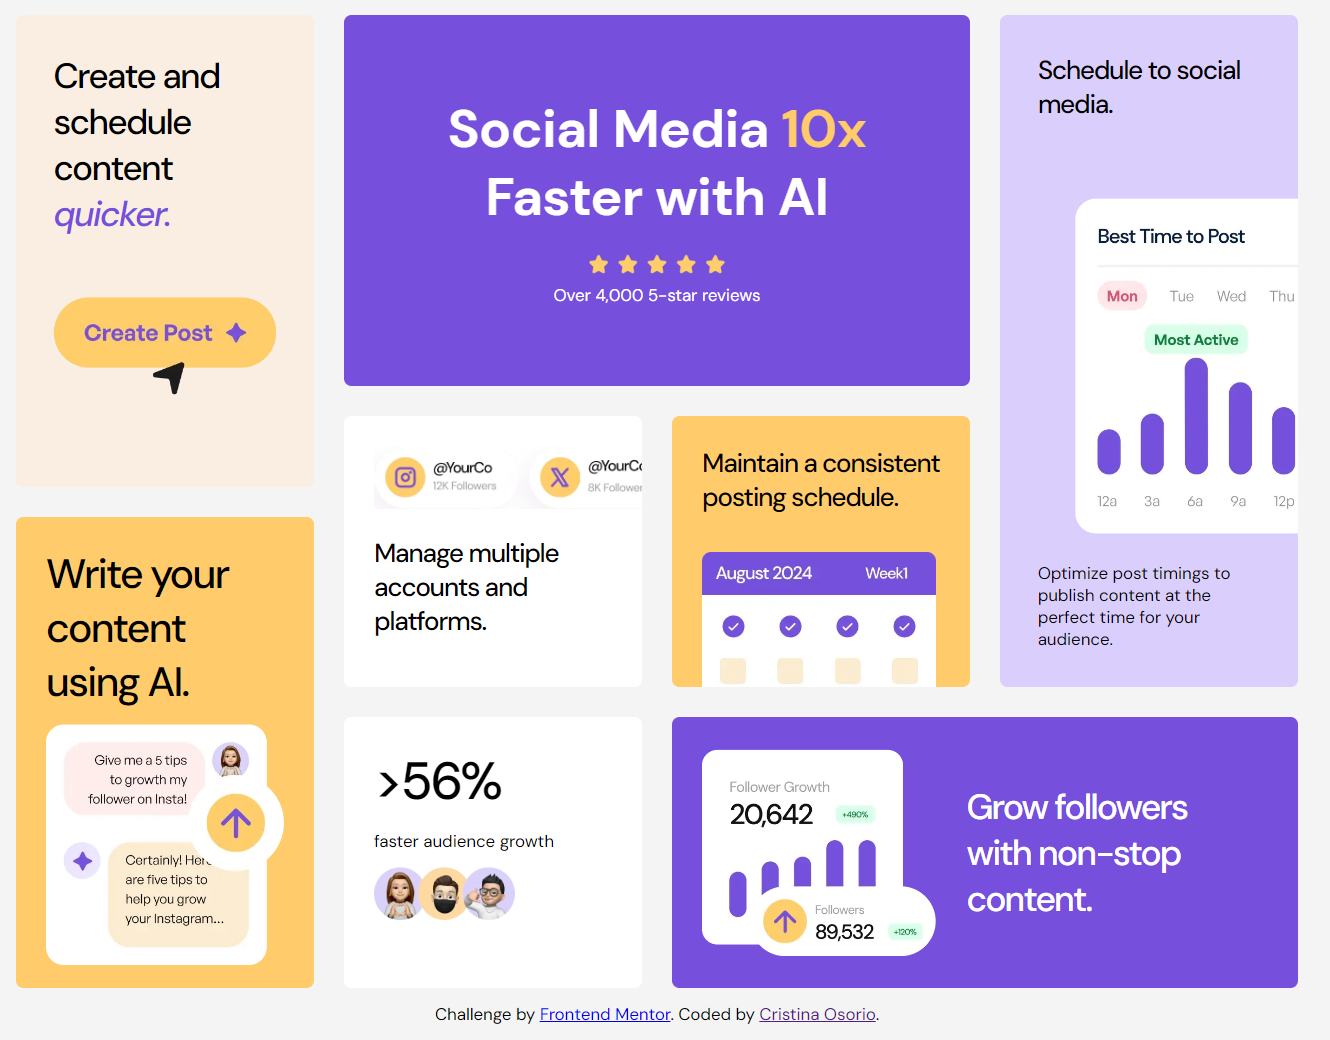 Create and
schedule
content
quicker.
Create Post
Social Media 10x
Faster with AI
Over 4,000 5-star reviews
Schedule to social
media.
Best Time to Post
Mon Tue Wed Thu
Most Active
12a 3a 6a 9a 12p
Optimize post timings to
publish content at the
perfect time for your
audience.
@YourCo
12K Followers
@YourCo
8K Follower
Manage multiple
accounts and
platforms.
Maintain a consistent
posting schedule.
August 2024 Week1
Write your
content
using AI.
Give me a 5 tips
to growth my
follower on Insta!
Certainly! Here
are five tips to
help you grow
your Instagram...
>56%
faster audience growth
Follower Growth
20,642 +490%
Followers
89,532 +120%
Grow followers
with non-stop
content.
Challenge by Frontend Mentor. Coded by Cristina Osorio.